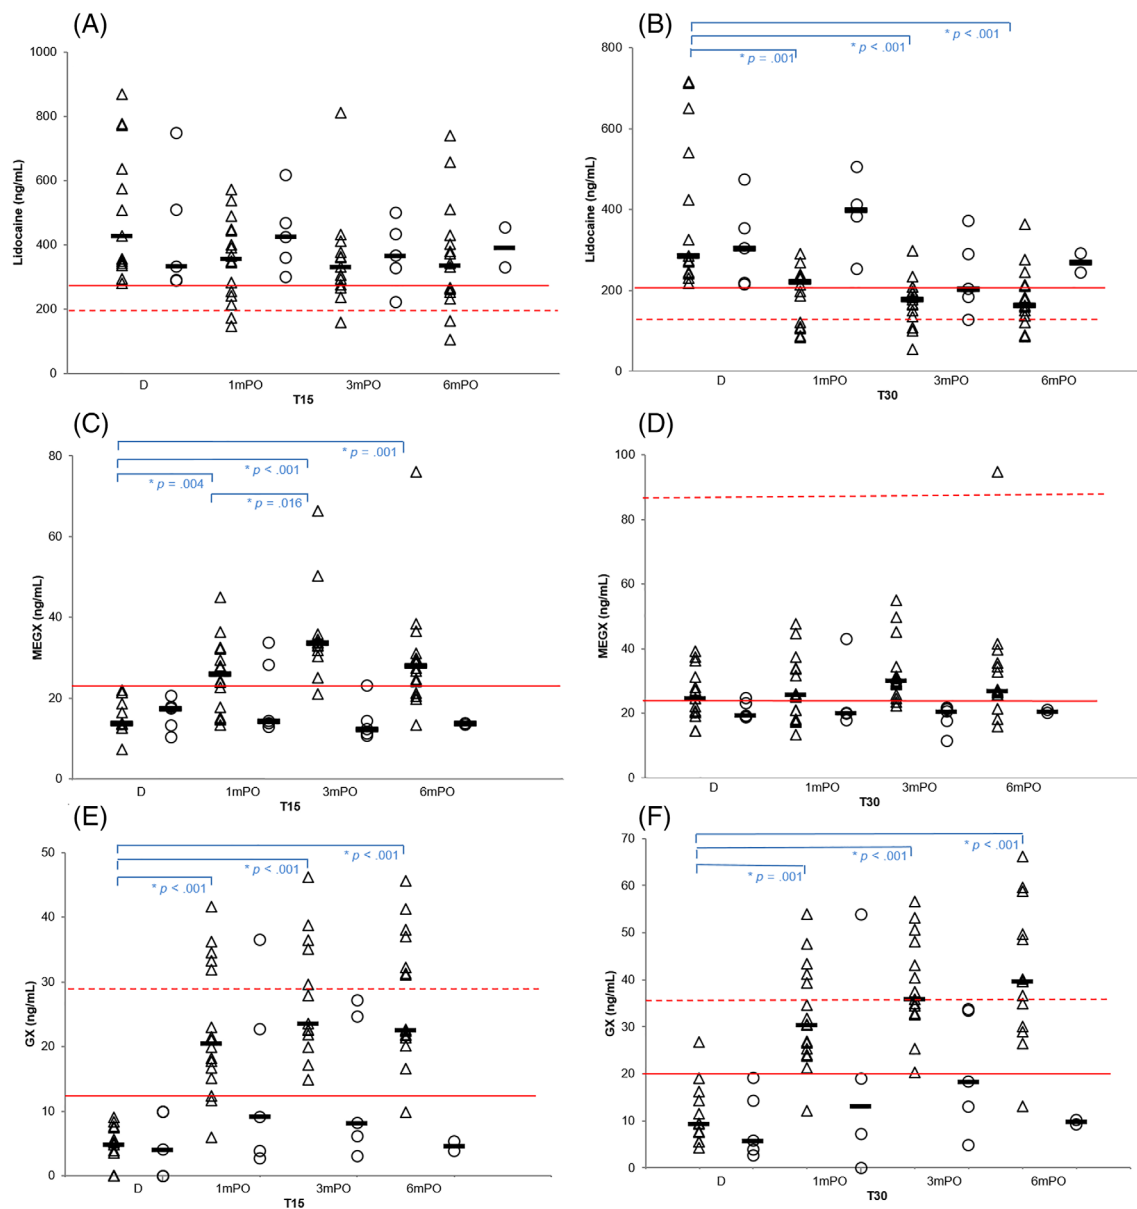 (A)
1000
800
600
400
200
0
Lidocaine (ng/mL)
D 1mPO 3mPO 6mPO
T15
(B)
* p < .001
* p < .001
* p = .001
800
600
400
200
0
Lidocaine (ng/mL)
D 1mPO 3mPO 6mPO
T30
(C)
* p = .001
* p < .001
* p = .004
* p = .016
80
60
40
20
0
MEGX (ng/mL)
D 1mPO 3mPO 6mPO
T15
(D)
100
80
60
40
20
0
MEGX (ng/mL)
D 1mPO 3mPO 6mPO
T30
(E)
* p < .001
* p < .001
* p < .001
50
40
30
20
10
0
GX (ng/mL)
D 1mPO 3mPO 6mPO
T15
(F)
* p < .001
* p < .001
* p = .001
70
60
50
40
30
20
10
0
GX (ng/mL)
D 1mPO 3mPO 6mPO
T30